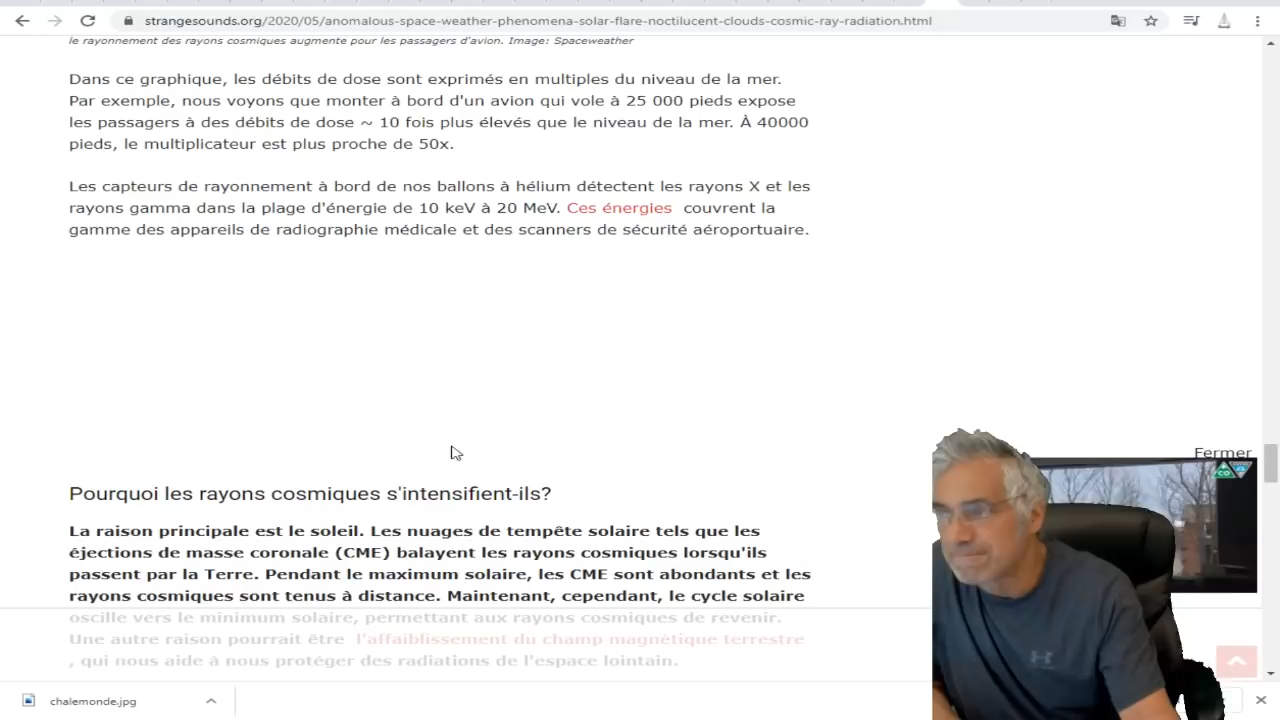 strangesounds.org/2020/05/anomalous-space-weather-phenomena-solar-flare-noctilucent-clouds-cosmic-ray-radiation.html
le rayonnement des rayons cosmiques augmente pour les passagers d'avion. Image: Spaceweather
Dans ce graphique, les débits de dose sont exprimés en multiples du niveau de la mer.
Par exemple, nous voyons que monter à bord d'un avion qui vole à 25 000 pieds expose
les passagers à des débits de dose ~ 10 fois plus élevés que le niveau de la mer. À 40000
pieds, le multiplicateur est plus proche de 50x.
Les capteurs de rayonnement à bord de nos ballons à hélium détectent les rayons X et les
rayons gamma dans la plage d'énergie de 10 keV à 20 MeV. Ces énergies couvrent la
gamme des appareils de radiographie médicale et des scanners de sécurité aéroportuaire.
Fermer
CO
Pourquoi les rayons cosmiques s'intensifient-ils?
La raison principale est le soleil. Les nuages de tempête solaire tels que les
éjections de masse coronale (CME) balayent les rayons cosmiques lorsqu'ils
passent par la Terre. Pendant le maximum solaire, les CME sont abondants et les
rayons cosmiques sont tenus à distance. Maintenant, cependant, le cycle solaire
oscille vers le minimum solaire, permettant aux rayons cosmiques de revenir.
Une autre raison pourrait être l'affaiblissement du champ magnétique terrestre
, qui nous aide à nous protéger des radiations de l'espace lointain.
chalemonde.jpg